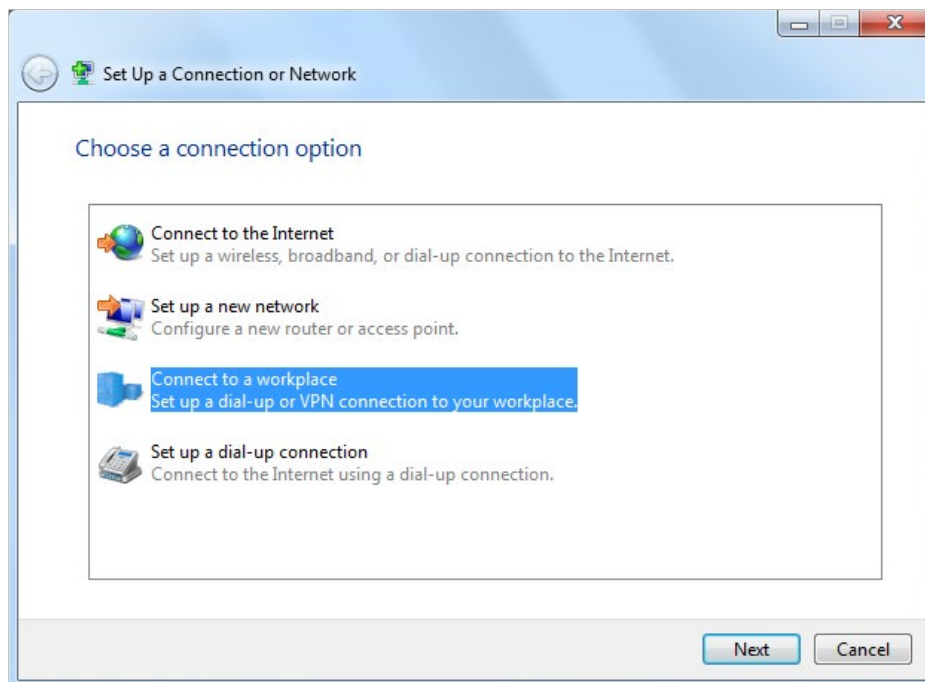 Set Up a Connection or Network
Choose a connection option
Connect to the Internet
Set up a wireless, broadband, or dial-up connection to the Internet.
Set up a new network
Configure a new router or access point.
Connect to a workplace
Set up a dial-up or VPN connection to your workplace.
Set up a dial-up connection
Connect to the Internet using a dial-up connection.
Next Cancel